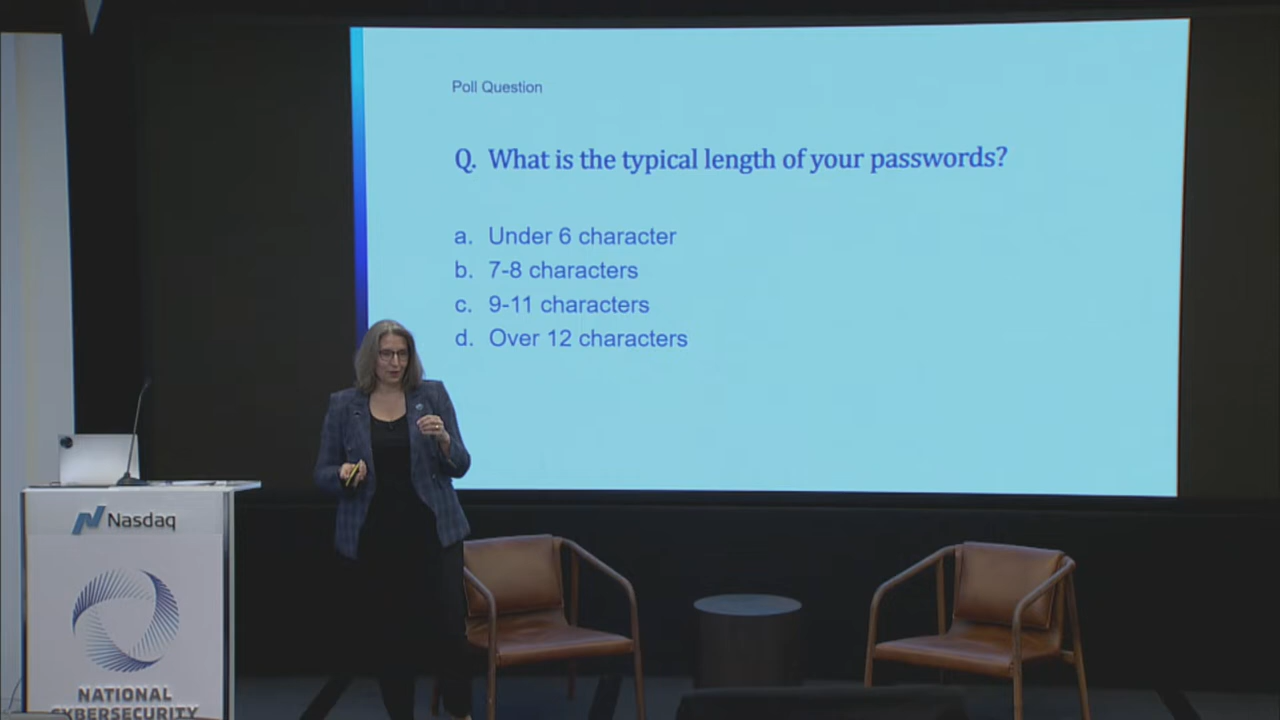 Poll Question
Q. What is the typical length of your passwords?
a. Under 6 character
b. 7-8 characters
c. 9-11 characters
d. Over 12 characters
Nasdaq
NATIONAL
CYBERSECURITY